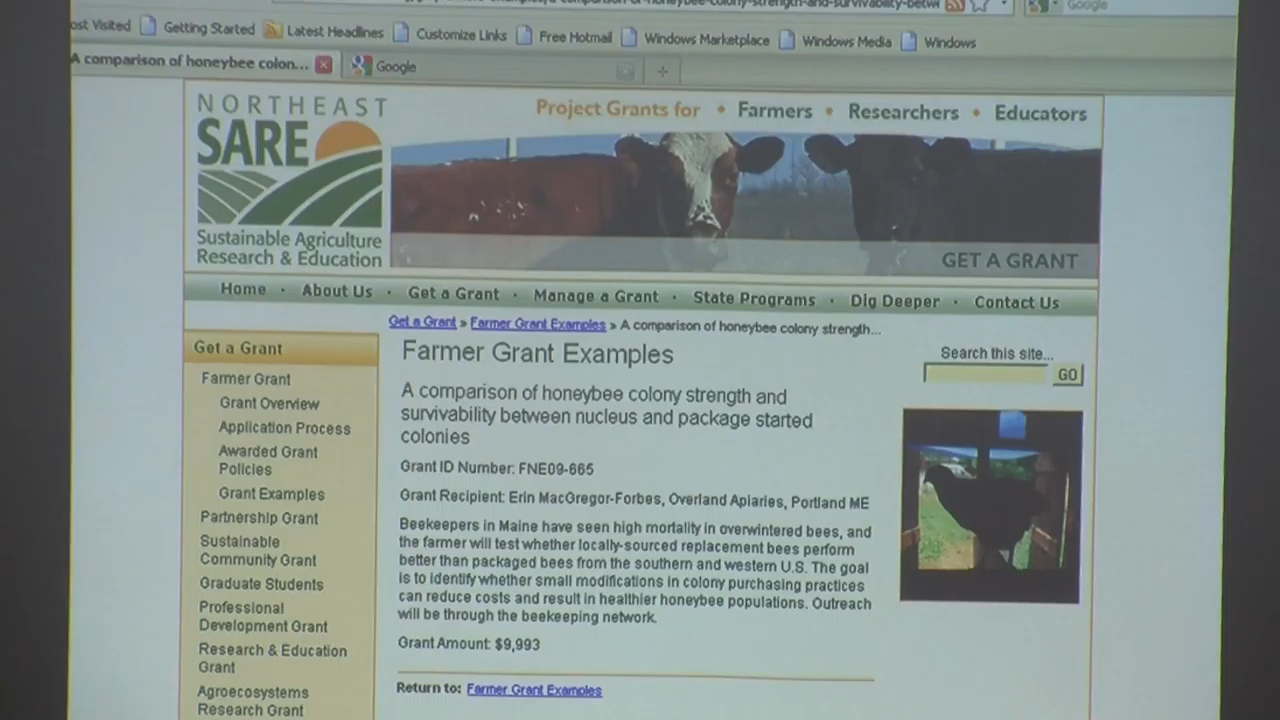 ost Visited Getting Started Latest Headlines Customize Links Free Hotmail Windows Marketplace Windows Media Windows
Google
A comparison of honeybee colon...
Google
NORTHEAST
SARE
Sustainable Agriculture
Research & Education
Project Grants for • Farmers • Researchers • Educators
GET A GRANT
Home · About Us · Get a Grant · Manage a Grant · State Programs · Dig Deeper · Contact Us
Get a Grant » Farmer Grant Examples » A comparison of honeybee colony strength...
Get a Grant
Farmer Grant
Grant Overview
Application Process
Awarded Grant
Policies
Grant Examples
Partnership Grant
Sustainable
Community Grant
Graduate Students
Professional
Development Grant
Research & Education
Grant
Agroecosystems
Research Grant
Farmer Grant Examples
A comparison of honeybee colony strength and
survivability between nucleus and package started
colonies
Grant ID Number: FNE09-665
Grant Recipient: Erin MacGregor-Forbes, Overland Apiaries, Portland ME
Beekeepers in Maine have seen high mortality in overwintered bees, and
the farmer will test whether locally-sourced replacement bees perform
better than packaged bees from the southern and western U.S. The goal
is to identify whether small modifications in colony purchasing practices
can reduce costs and result in healthier honeybee populations. Outreach
will be through the beekeeping network.
Grant Amount: $9,993
Return to: Farmer Grant Examples
Search this site...
GO